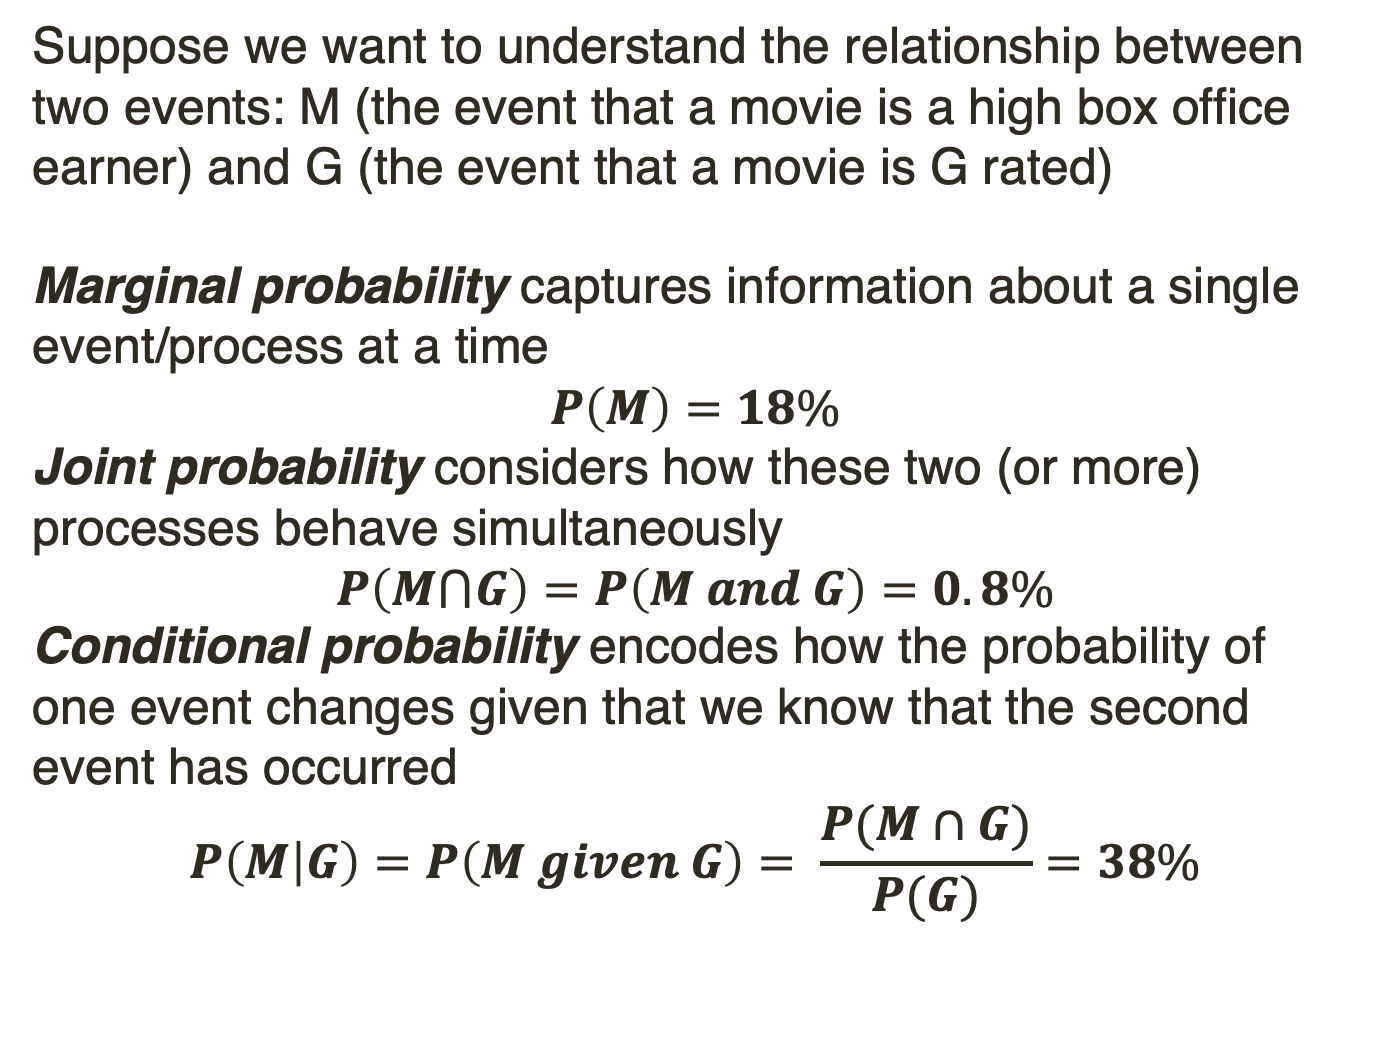 Suppose we want to understand the relationship between
two events: M (the event that a movie is a high box office
earner) and G (the event that a movie is G rated)
Marginal probability captures information about a single
event/process at a time
P(M) = 18%
Joint probability considers how these two (or more)
processes behave simultaneously
P(M∩G) = P(M and G) = 0.8%
Conditional probability encodes how the probability of
one event changes given that we know that the second
event has occurred
P(M|G) = P(M given G) = P(M ∩ G) / P(G) = 38%